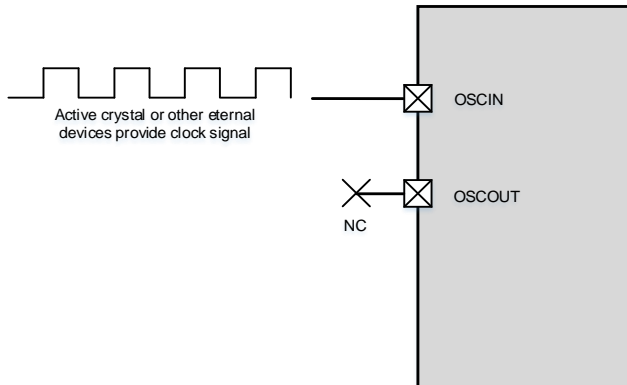 OSCIN
Active crystal or other eternal
devices provide clock signal
OSCOUT
NC